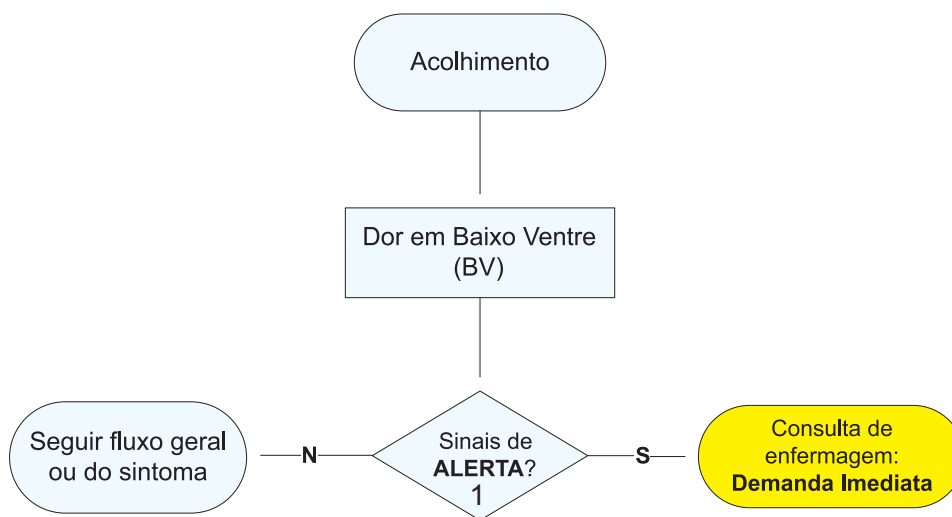 Acolhimento
Dor em Baixo Ventre
(BV)
Seguir fluxo geral
ou do sintoma
N
Sinais de
ALERTA?
1
S
Consulta de
enfermagem:
Demanda Imediata